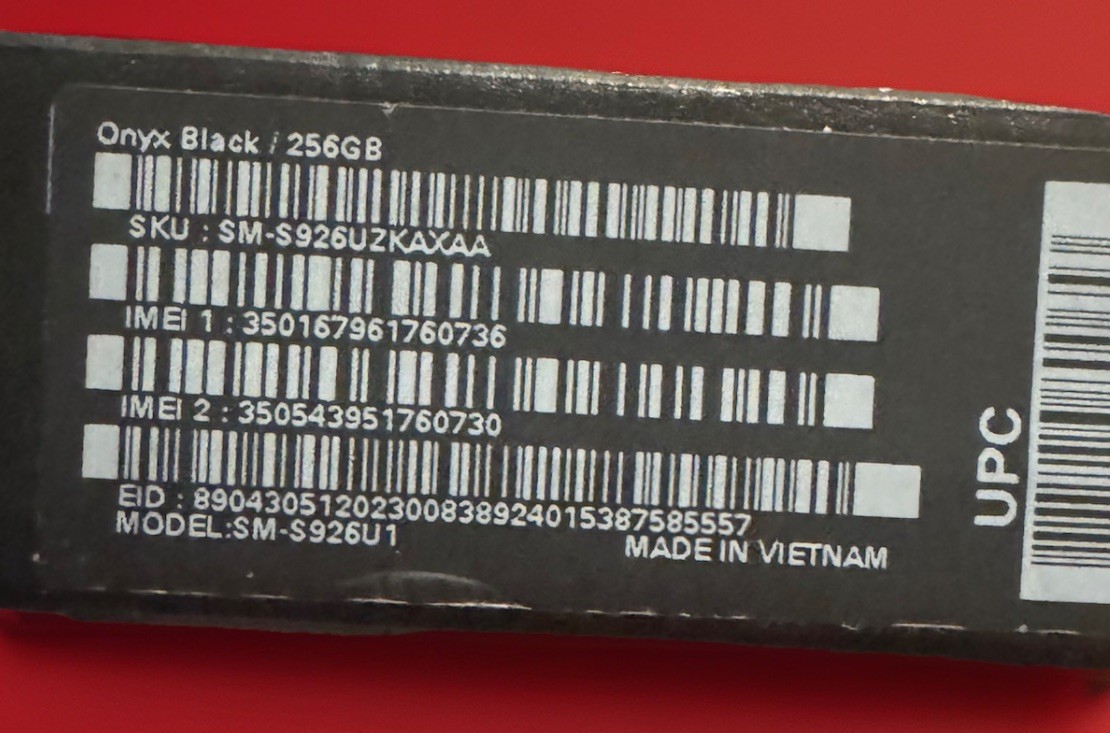 Onyx Black / 256GB
SKU : SM-S926UZKAXAA
IMEI 1 : 350167961760736
IMEI 2 : 350543951760730
EID : 89043051202300838924015387585557
MODEL:SM-S926U1
MADE IN VIETNAM
UPC